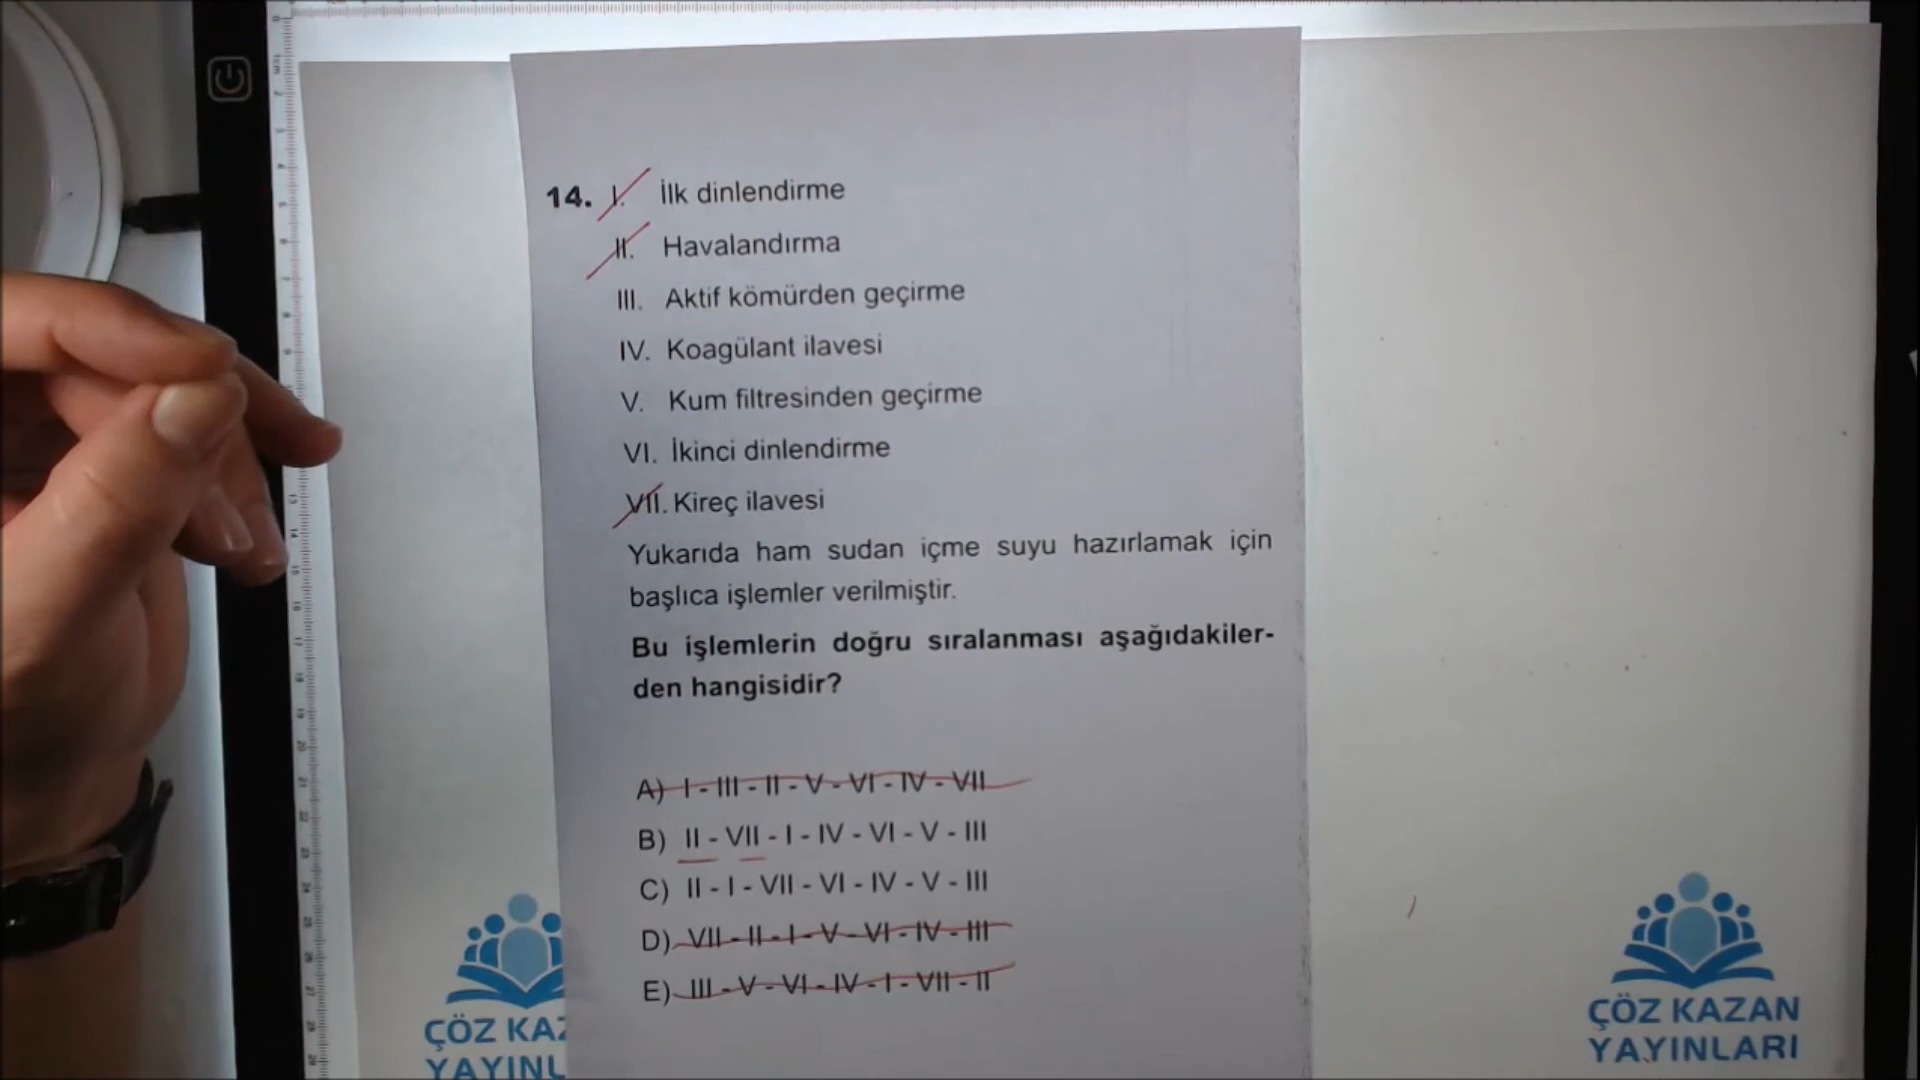 14. I. İlk dinlendirme
II. Havalandırma
III. Aktif kömürden geçirme
IV. Koagülant ilavesi
V. Kum filtresinden geçirme
VI. İkinci dinlendirme
VII. Kireç ilavesi
Yukarıda ham sudan içme suyu hazırlamak için
başlıca işlemler verilmiştir.
Bu işlemlerin doğru sıralanması aşağıdakiler-
den hangisidir?
A) I - III - II - V - VI - IV - VII
B) II - VII - I - IV - VI - V - III
C) II - I - VII - VI - IV - V - III
D) VII - II - I - V - VI - IV - III
E) III - V - VI - IV - I - VII - II
ÇÖZ KAZ
YAYINL
ÇÖZ KAZAN
YAYINLARI